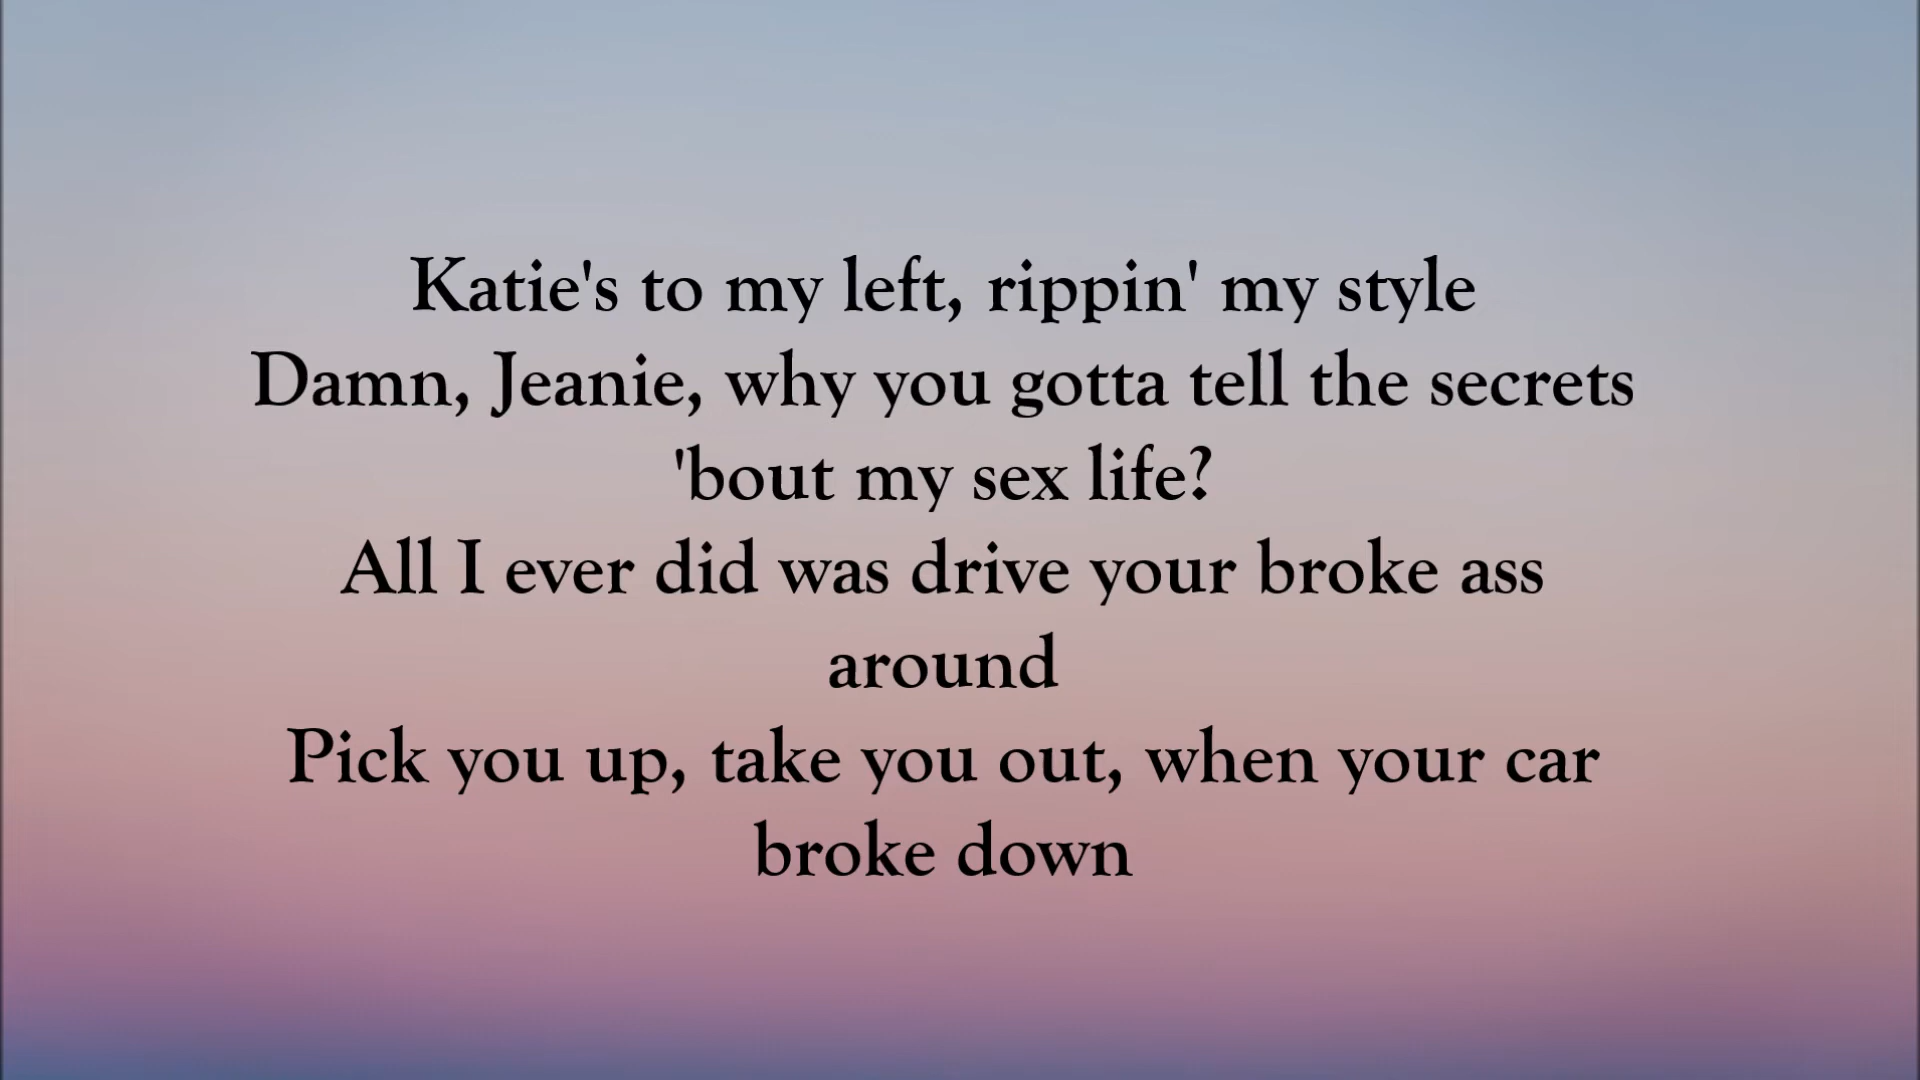 Katie's to my left, rippin' my style
Damn, Jeanie, why you gotta tell the secrets
'bout my sex life?
All I ever did was drive your broke ass
around
Pick you up, take you out, when your car
broke down